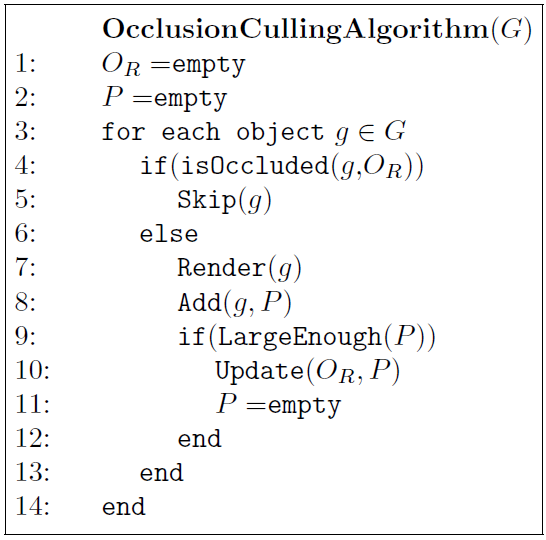 OcclusionCullingAlgorithm(G)
1: O_R =empty
2: P =empty
3: for each object g ∈ G
4: if(isOccluded(g,O_R))
5: Skip(g)
6: else
7: Render(g)
8: Add(g, P)
9: if(LargeEnough(P))
10: Update(O_R, P)
11: P =empty
12: end
13: end
14: end